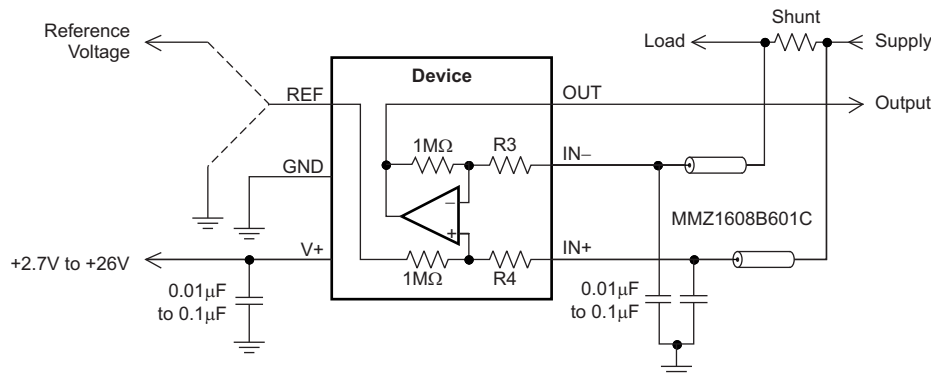 Reference
Voltage
Load
Shunt
Supply
Device
REF
OUT
Output
1MΩ
R3
IN−
GND
−
+
MMZ1608B601C
+2.7V to +26V
V+
1MΩ
R4
IN+
0.01µF
to 0.1µF
0.01µF
to 0.1µF